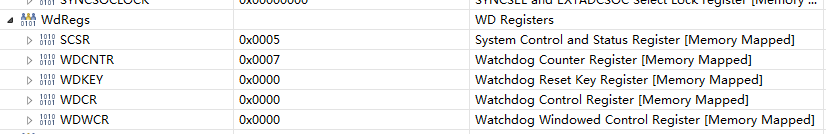 SYNCSOCLOCK 0x00000000 SYNCSEL and EXTADCSOC Select Lock register [Memory Mapped]
WdRegs WD Registers
SCSR 0x0005 System Control and Status Register [Memory Mapped]
WDCNTR 0x0007 Watchdog Counter Register [Memory Mapped]
WDKEY 0x0000 Watchdog Reset Key Register [Memory Mapped]
WDCR 0x0000 Watchdog Control Register [Memory Mapped]
WDWCR 0x0000 Watchdog Windowed Control Register [Memory Mapped]